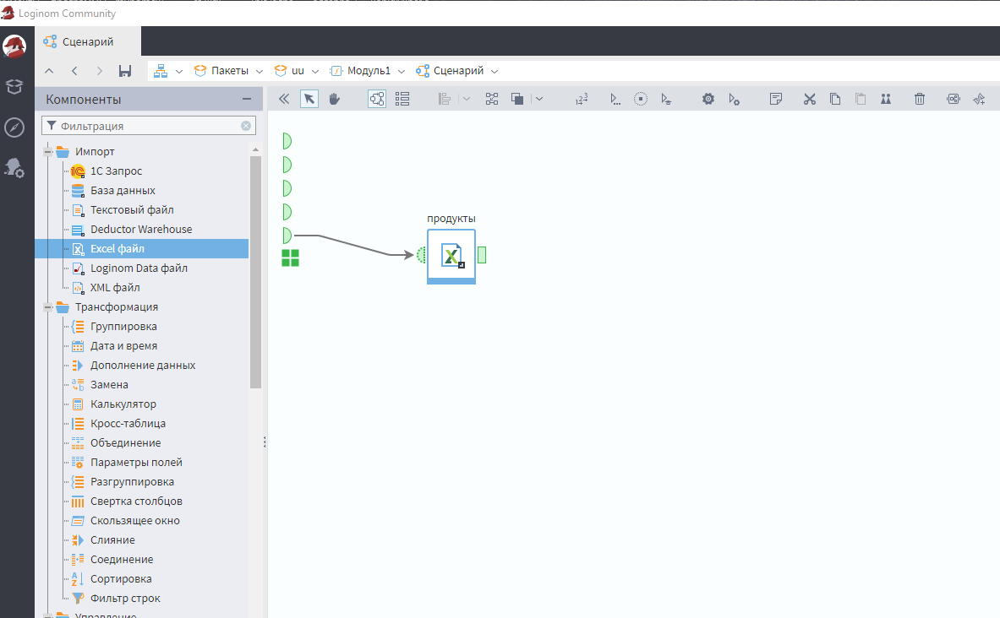 Loginom Community
Сценарий
Пакеты
uu
Модуль1
Сценарий
Компоненты
Фильтрация
Импорт
1С Запрос
База данных
Текстовый файл
Deductor Warehouse
Excel файл
Loginom Data файл
XML файл
Трансформация
Группировка
Дата и время
Дополнение данных
Замена
Калькулятор
Кросс-таблица
Объединение
Параметры полей
Разгруппировка
Свертка столбцов
Скользящее окно
Слияние
Соединение
Сортировка
Фильтр строк
Управление
продукты